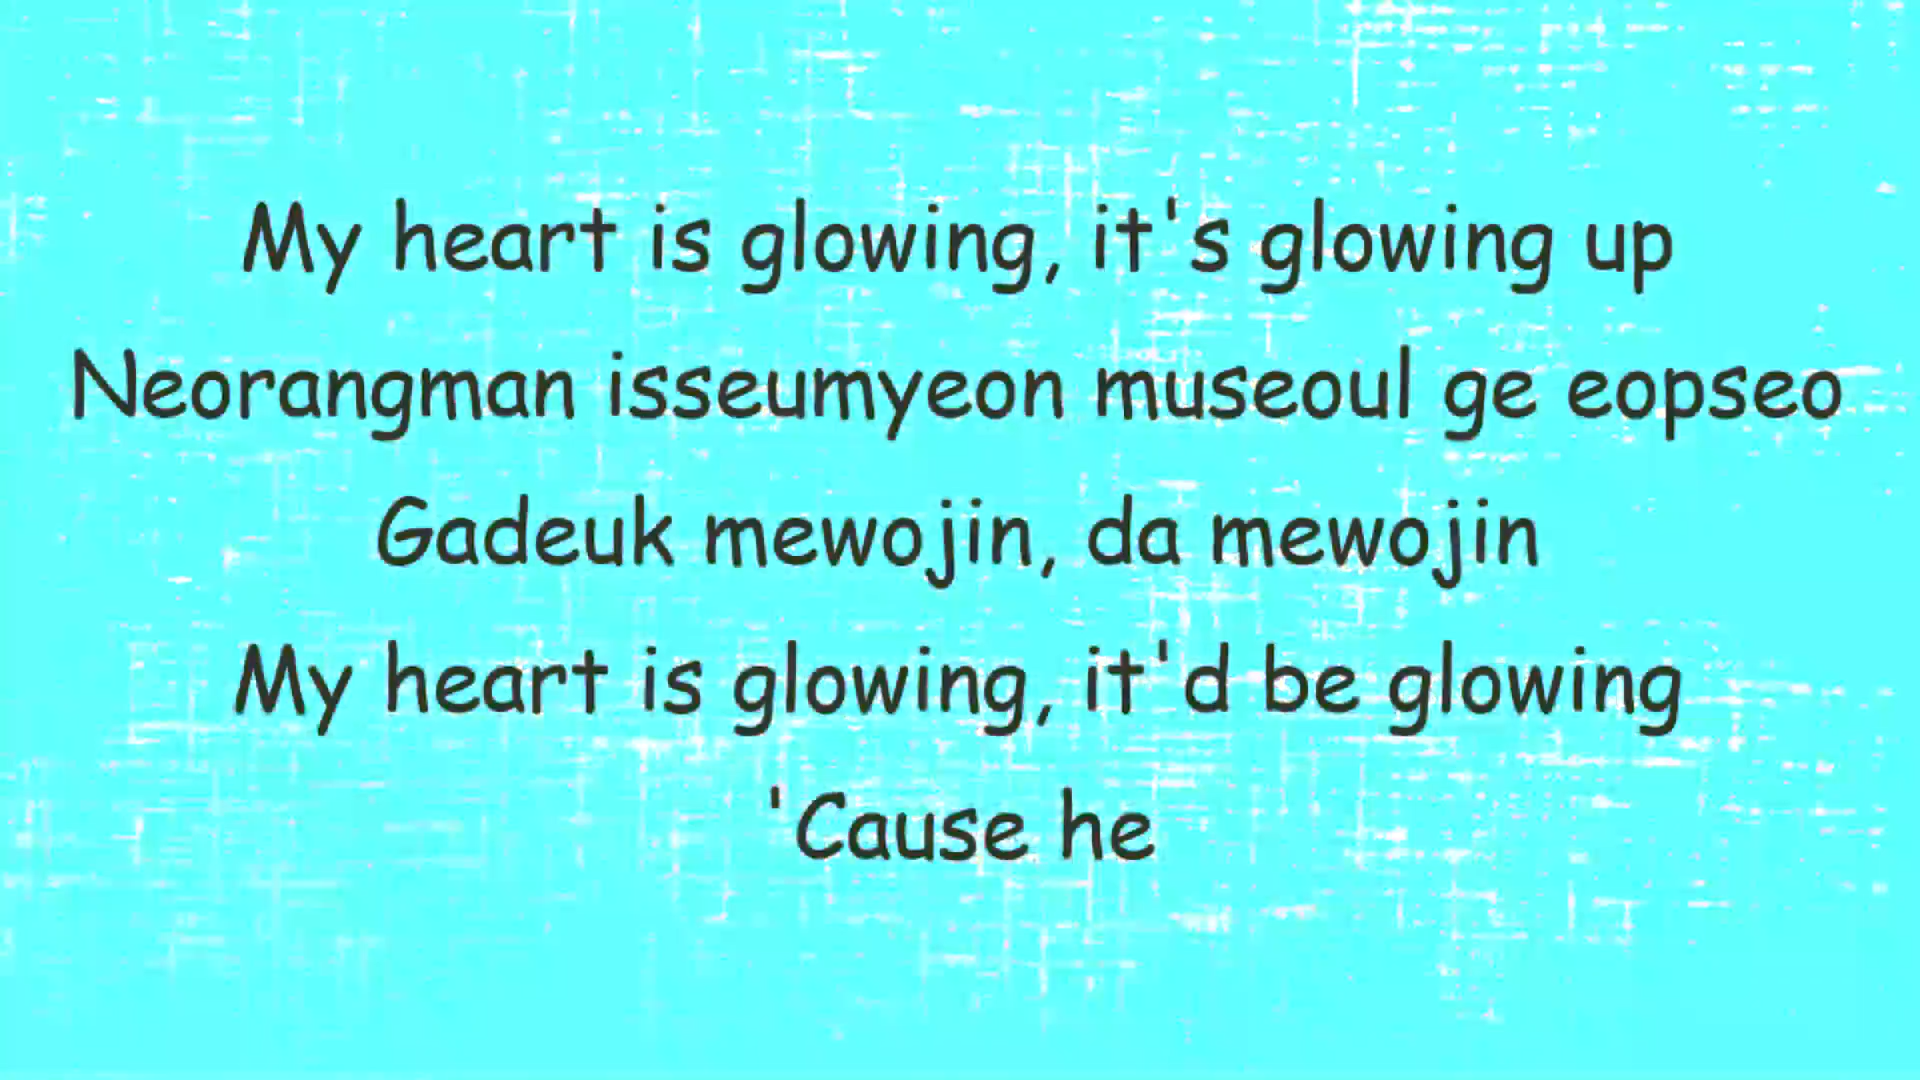 My heart is glowing, it's glowing up
Neorangman isseumyeon museoul ge eopseo
Gadeuk mewojin, da mewojin
My heart is glowing, it'd be glowing
'Cause he